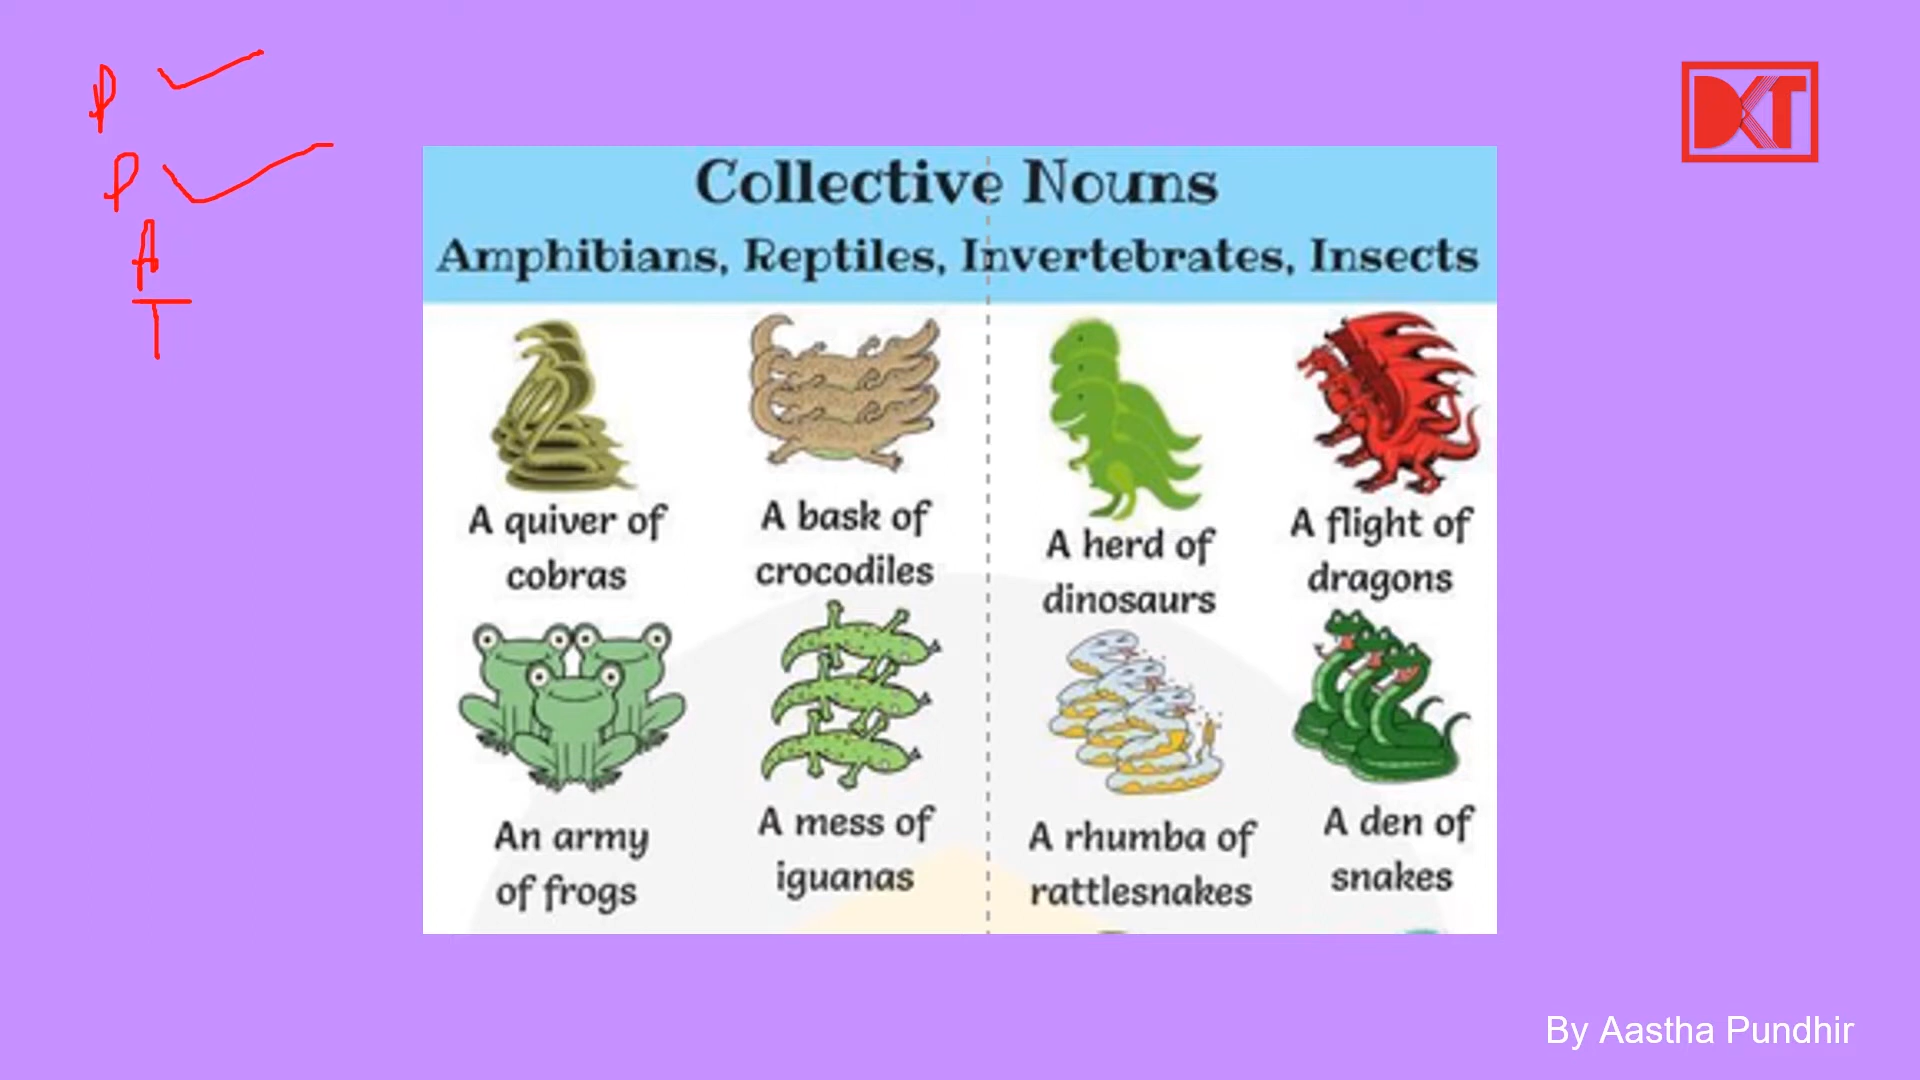 P
P
A
T
DKT
Collective Nouns
Amphibians, Reptiles, Invertebrates, Insects
A quiver of
cobras
A bask of
crocodiles
A herd of
dinosaurs
A flight of
dragons
An army
of frogs
A mess of
iguanas
A rhumba of
rattlesnakes
A den of
snakes
By Aastha Pundhir